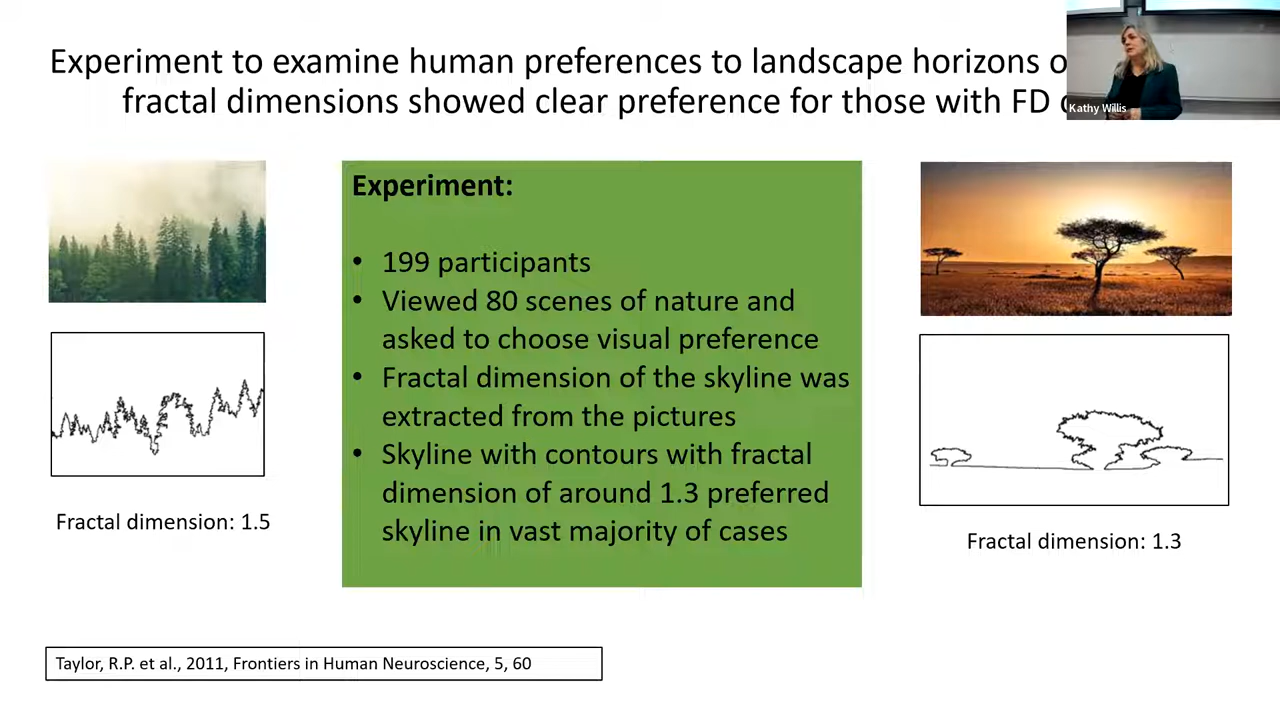 Experiment to examine human preferences to landscape horizons
fractal dimensions showed clear preference for those with FD
Kathy Willis
Experiment:
• 199 participants
• Viewed 80 scenes of nature and
asked to choose visual preference
• Fractal dimension of the skyline was
extracted from the pictures
• Skyline with contours with fractal
dimension of around 1.3 preferred
skyline in vast majority of cases
Fractal dimension: 1.5
Fractal dimension: 1.3
Taylor, R.P. et al., 2011, Frontiers in Human Neuroscience, 5, 60